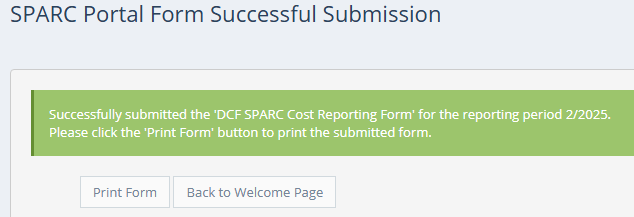 SPARC Portal Form Successful Submission
Successfully submitted the 'DCF SPARC Cost Reporting Form' for the reporting period 2/2025.
Please click the 'Print Form' button to print the submitted form.
Print Form
Back to Welcome Page